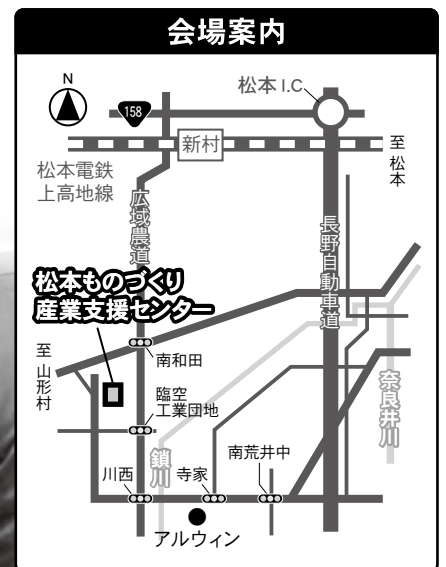 会場案内
N
松本 I.C
158
新村
至松本
松本電鉄
上高地線
広域農道
長野自動車道
松本ものづくり
産業支援センター
至山形村
南和田
臨空
工業団地
奈良井川
鎖川
川西
寺家
南荒井中
アルウィン